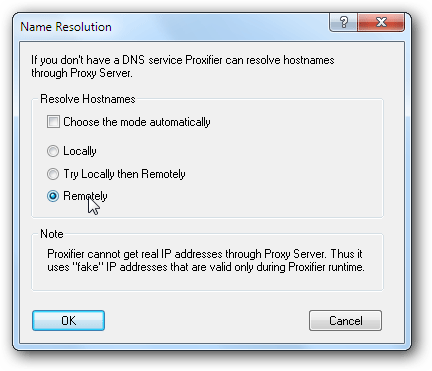 Name Resolution
If you don't have a DNS service Proxifier can resolve hostnames
through Proxy Server.
Resolve Hostnames
Choose the mode automatically
Locally
Try Locally then Remotely
Remotely
Note
Proxifier cannot get real IP addresses through Proxy Server. Thus it
uses "fake" IP addresses that are valid only during Proxifier runtime.
OK
Cancel